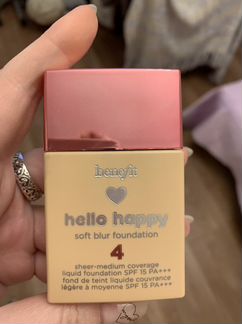 benefit
hello happy
soft blur foundation
4
sheer-medium coverage
liquid foundation SPF 15 PA+++
fond de teint liquide couvrance
légère à moyenne SPF 15 PA+++